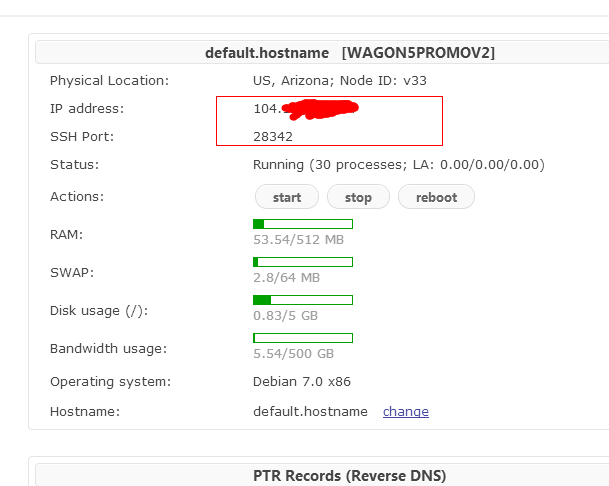 default.hostname [WAGON5PROMOV2]
Physical Location: US, Arizona; Node ID: v33
IP address: 104.
SSH Port: 28342
Status: Running (30 processes; LA: 0.00/0.00/0.00)
Actions: start stop reboot
RAM:
53.54/512 MB
SWAP:
2.8/64 MB
Disk usage (/):
0.83/5 GB
Bandwidth usage:
5.54/500 GB
Operating system: Debian 7.0 x86
Hostname: default.hostname change
PTR Records (Reverse DNS)